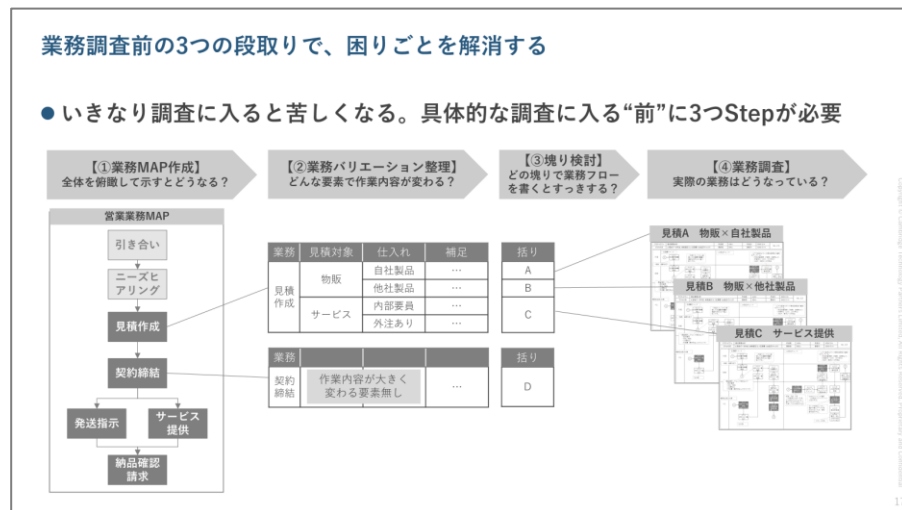 業務調査前の3つの段取りで、困りごとを解消する
● いきなり調査に入ると苦しくなる。具体的な調査に入る“前”に3つStepが必要
【①業務MAP作成】
全体を俯瞰して示すとどうなる？
【②業務バリエーション整理】
どんな要素で作業内容が変わる？
【③塊り検討】
どの塊りで業務フロー
を書くとすっきりする？
【④業務調査】
実際の業務はどうなっている？
営業業務MAP
引き合い
ニーズヒ
アリング
見積作成
契約締結
発送指示
サービス
提供
納品確認
請求
業務 見積対象 仕入れ 補足
見積
作成
物販
自社製品 …
他社製品 …
サービス
内部要員 …
外注あり …
業務
契約
締結
作業内容が大きく
変わる要素無し
…
括り
A
B
C
括り
D
見積A 物販×自社製品
見積B 物販×他社製品
見積C サービス提供